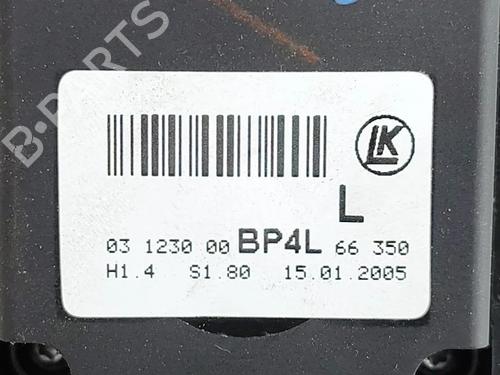 B-PARTS
LK
L
03 1230 00 BP4L 66 350
H1.4 S1.80 15.01.2005